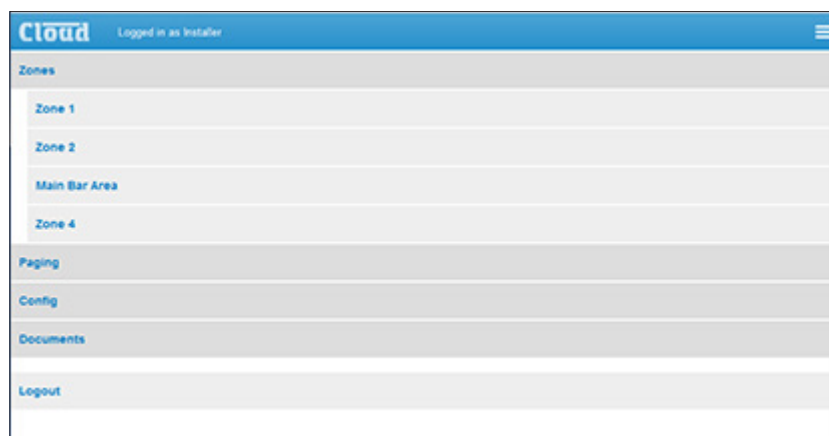 Cloud Logged in as Installer
Zones
Zone 1
Zone 2
Main Bar Area
Zone 4
Paging
Config
Documents
Logout